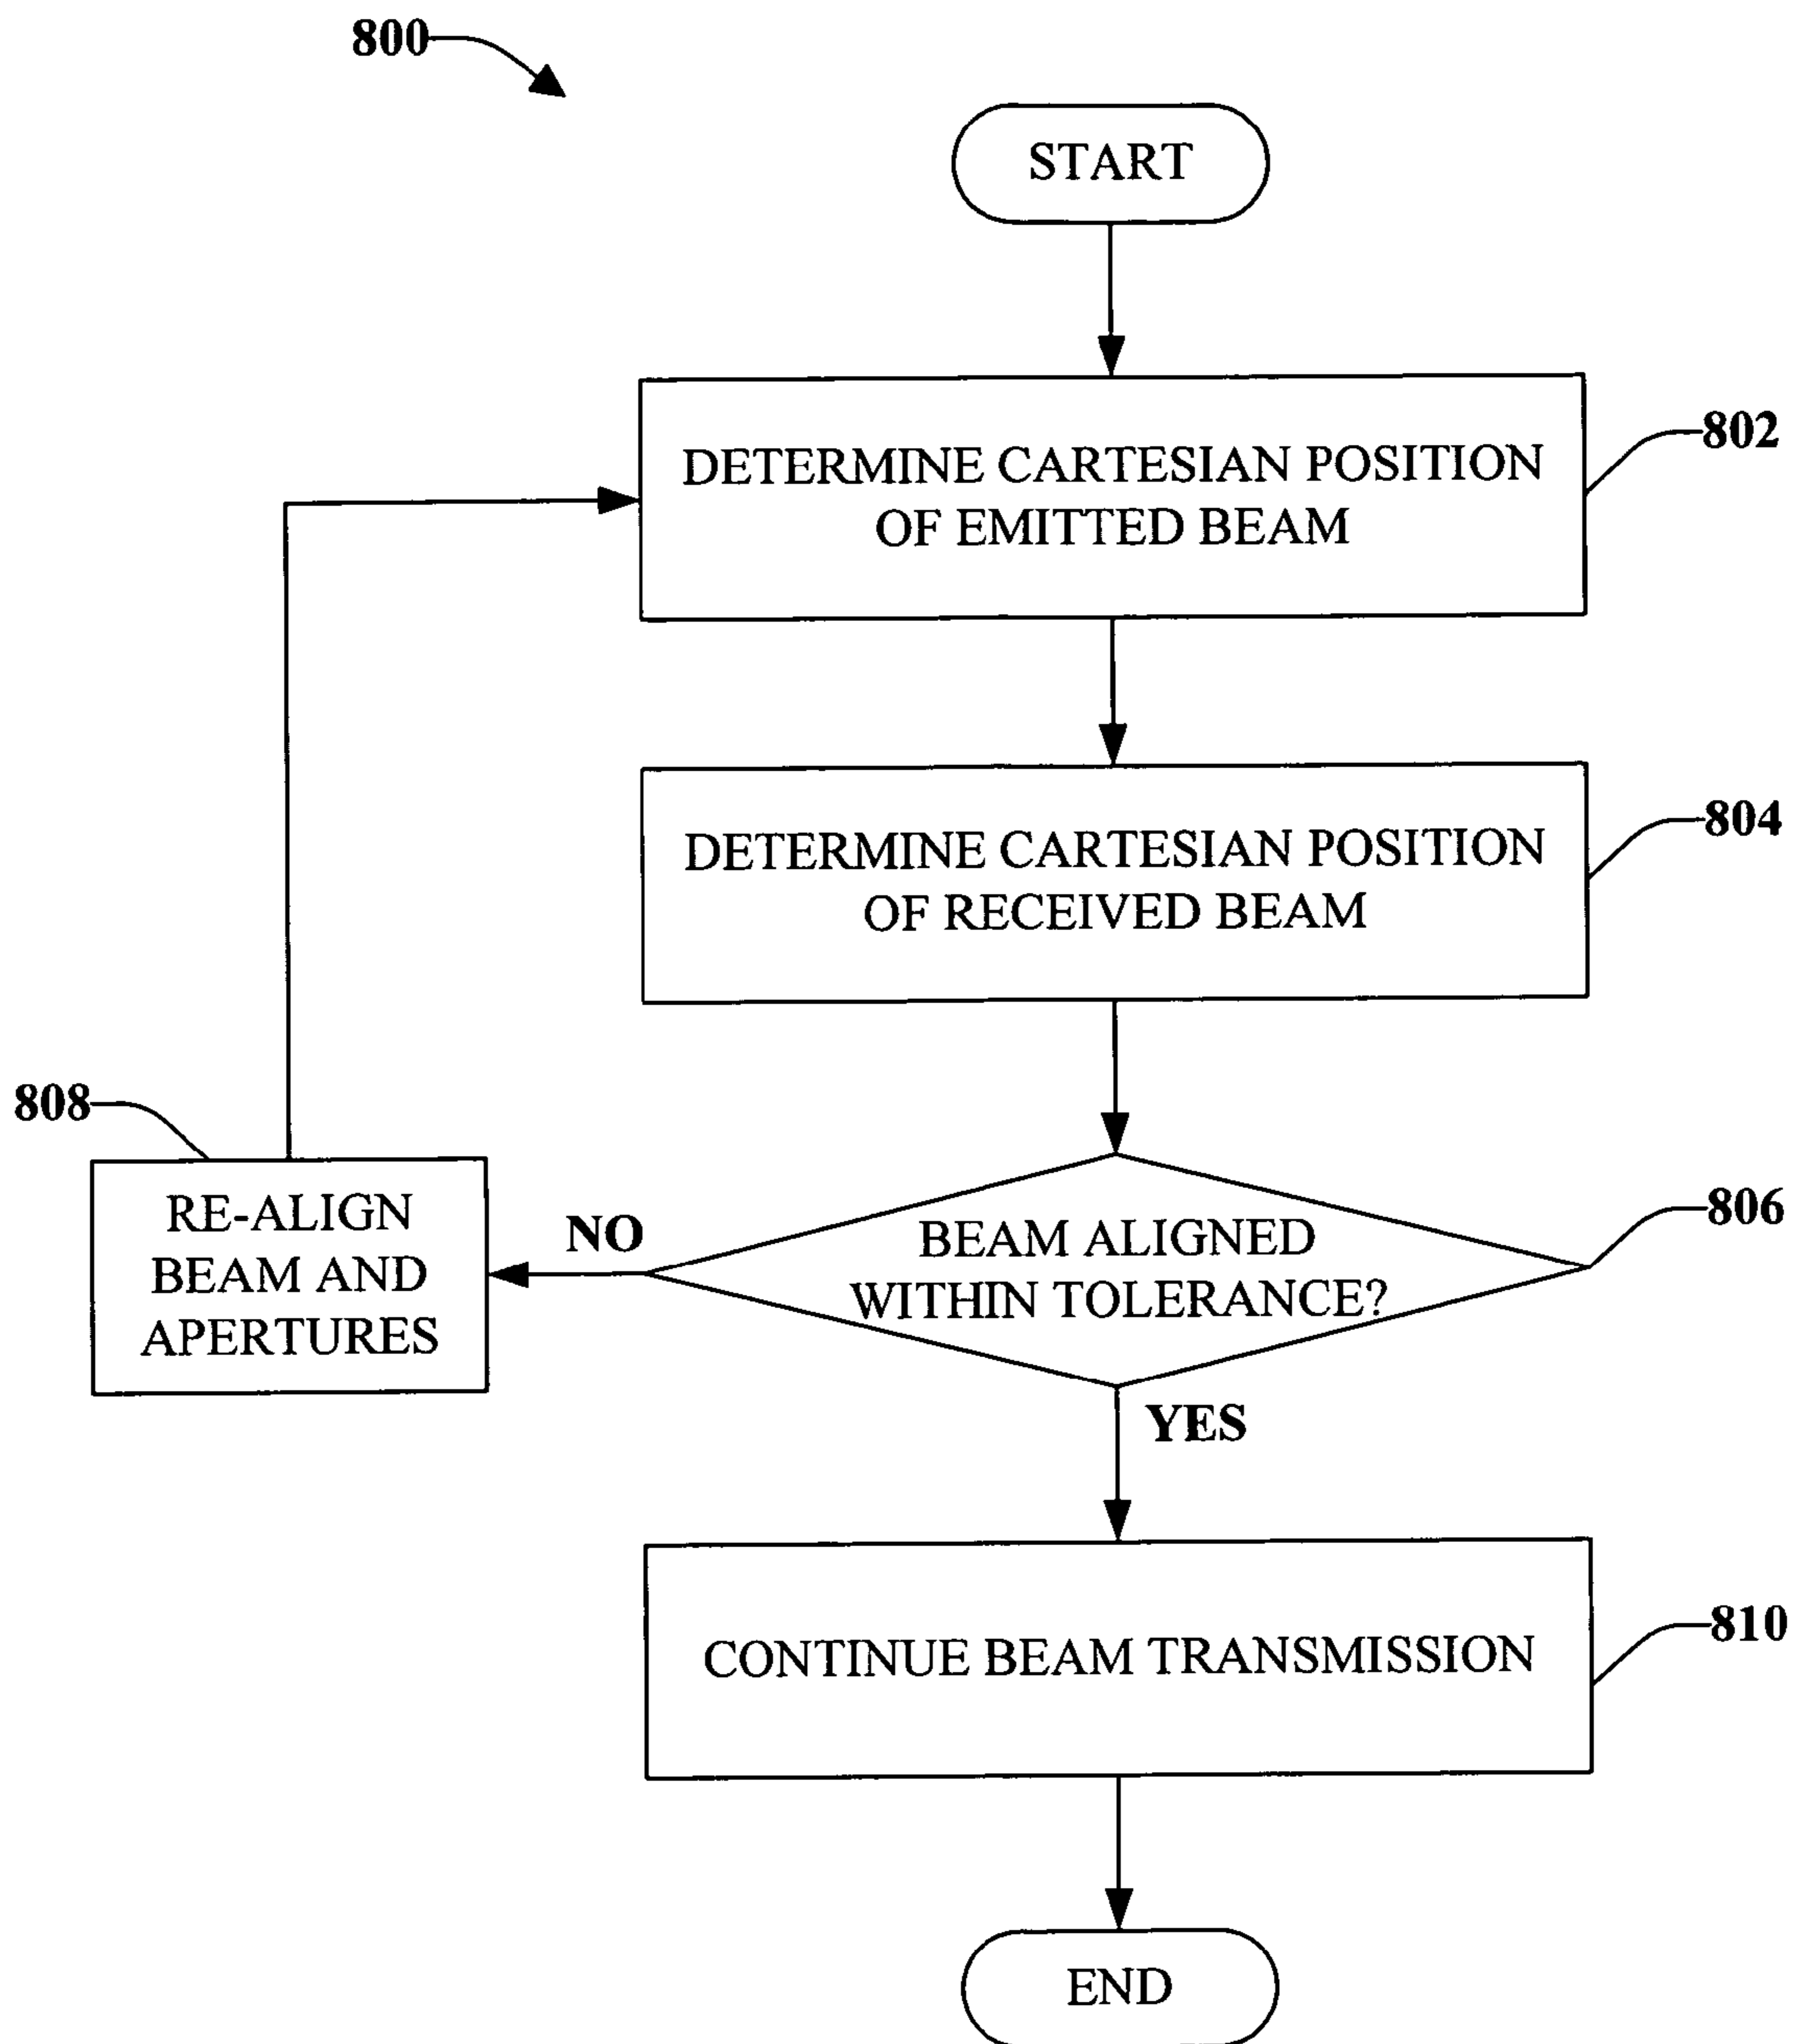 800
START
DETERMINE CARTESIAN POSITION
OF EMITTED BEAM
802
DETERMINE CARTESIAN POSITION
OF RECEIVED BEAM
804
808
RE-ALIGN
BEAM AND
APERTURES
NO
BEAM ALIGNED
WITHIN TOLERANCE?
806
YES
CONTINUE BEAM TRANSMISSION
810
END